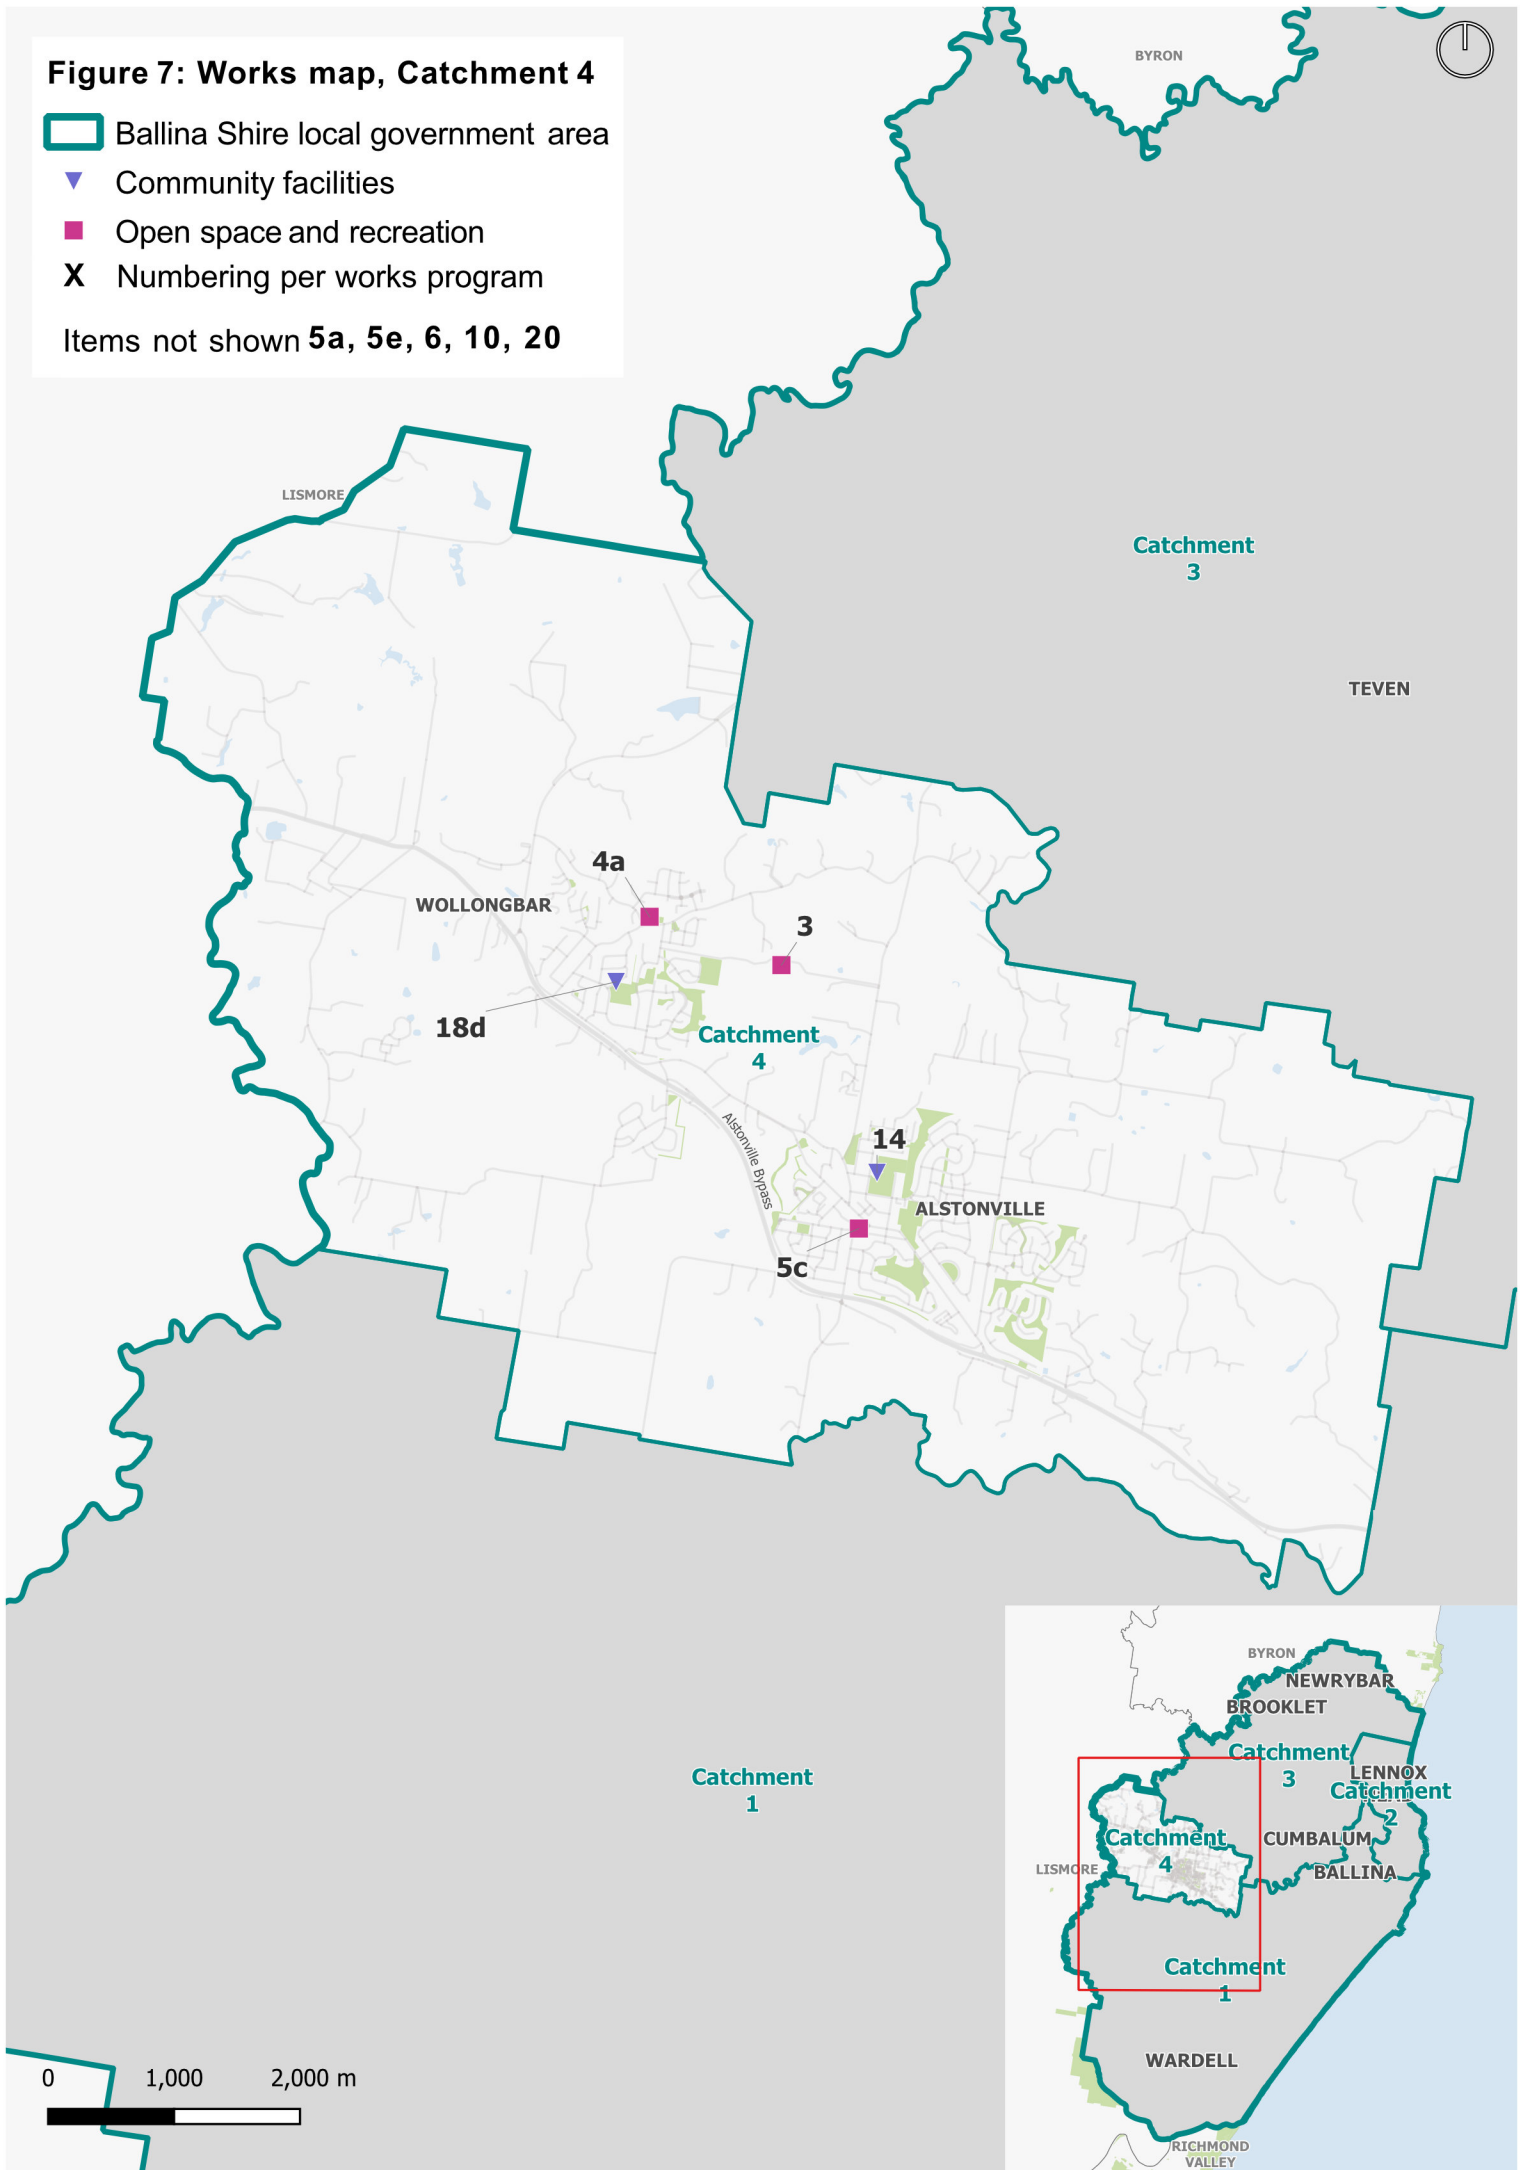 Figure 7: Works map, Catchment 4
Ballina Shire local government area
Community facilities
Open space and recreation
X Numbering per works program
Items not shown 5a, 5e, 6, 10, 20
BYRON
LISMORE
Catchment
3
TEVEN
4a
WOLLONGBAR
3
18d
Catchment
4
Alstonville Bypass
14
ALSTONVILLE
5c
Catchment
1
0 1,000 2,000 m
BYRON
NEWRYBAR
BROOKLET
Catchment
3
LENNOX
Catchment
2
Catchment
4
CUMBALUM
LISMORE
BALLINA
Catchment
1
WARDELL
RICHMOND
VALLEY